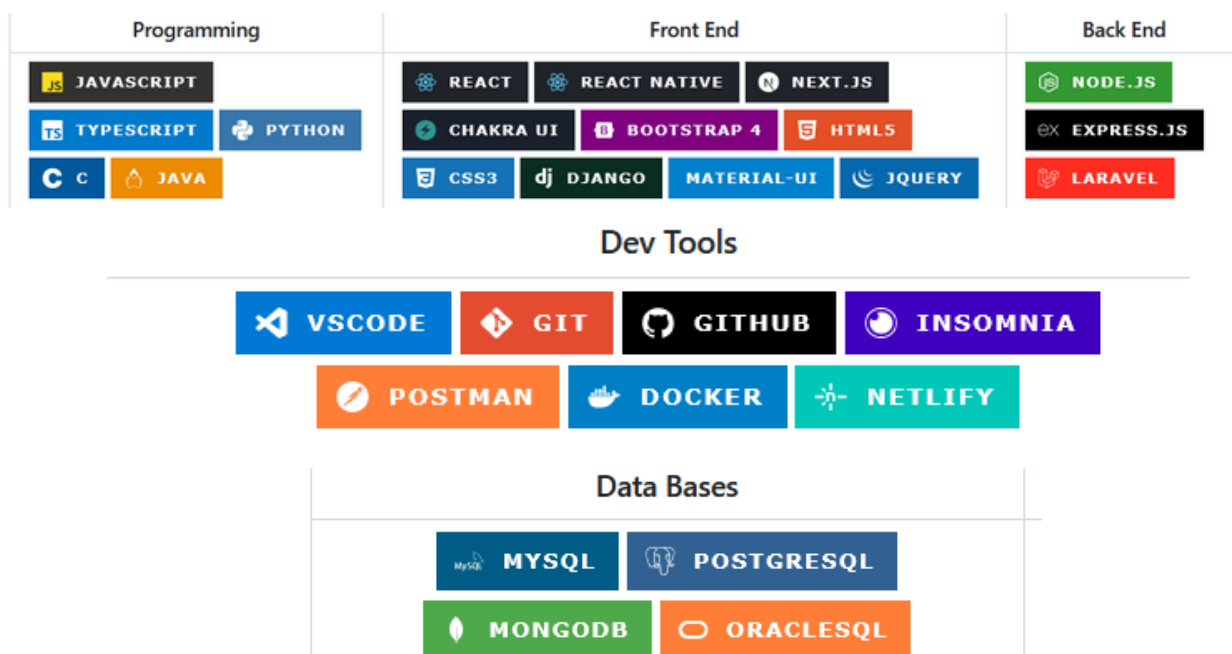 Programming
JAVASCRIPT
TYPESCRIPT PYTHON
C JAVA
Front End
REACT REACT NATIVE NEXT.JS
CHAKRA UI BOOTSTRAP 4 HTML5
CSS3 DJANGO MATERIAL-UI JQUERY
Back End
NODE.JS
EXPRESS.JS
LARAVEL
Dev Tools
VSCODE GIT GITHUB INSOMNIA
POSTMAN DOCKER NETLIFY
Data Bases
MYSQL POSTGRESQL
MONGODB ORACLESQL